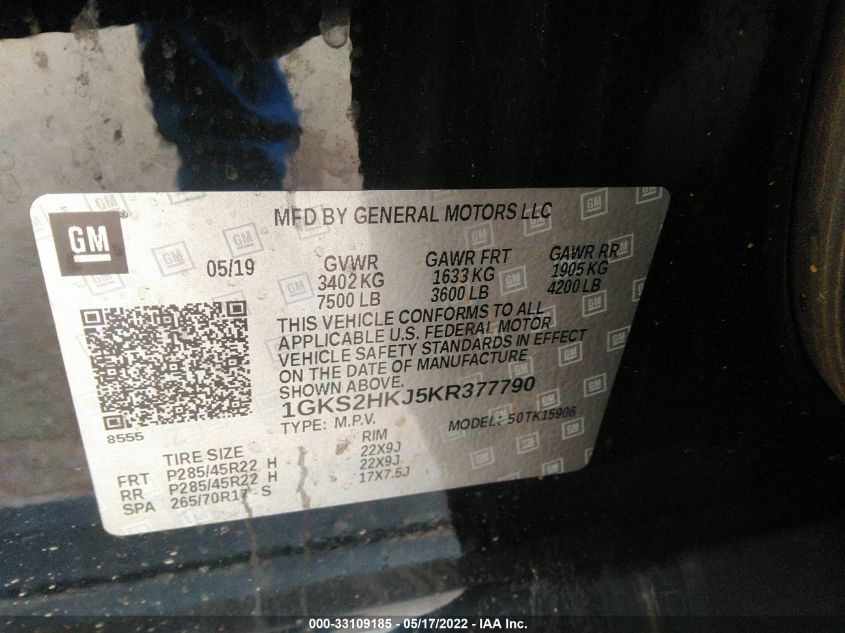 GM
MFD BY GENERAL MOTORS LLC
05/19 GVWR GAWR FRT GAWR RR
3402 KG 1633 KG 1905 KG
7500 LB 3600 LB 4200 LB
THIS VEHICLE CONFORMS TO ALL
APPLICABLE U.S. FEDERAL MOTOR
VEHICLE SAFETY STANDARDS IN EFFECT
ON THE DATE OF MANUFACTURE
SHOWN ABOVE.
1GKS2HKJ5KR377790
TYPE: M.P.V. MODEL: 50TK15906
8555
TIRE SIZE RIM
FRT P285/45R22 H 22X9J
RR P285/45R22 H 22X9J
SPA 265/70R17 S 17X7.5J
000-33109185 - 05/17/2022 - IAA Inc.